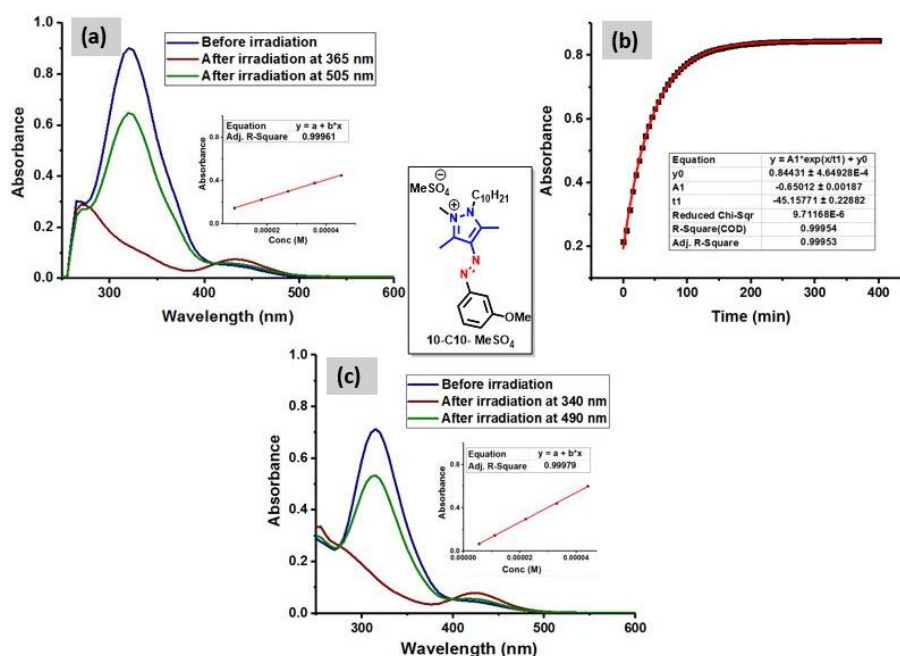 (a)
Before irradiation
After irradiation at 365 nm
After irradiation at 505 nm
Equation y = a + b*x
Adj. R-Square 0.99961
Absorbance
0.8
0.4
0.0
0.00002 0.00004
Conc (M)
Absorbance
1.0
0.8
0.6
0.4
0.2
0.0
300 400 500 600
Wavelength (nm)
(b)
Equation y = A1*exp(x/t1) + y0
y0 0.84431 ± 4.64928E-4
A1 -0.65012 ± 0.00187
t1 -45.15771 ± 0.22882
Reduced Chi-Sqr 9.71168E-6
R-Square(COD) 0.99954
Adj. R-Square 0.99953
Absorbance
0.8
0.6
0.4
0.2
0 100 200 300 400
Time (min)
⊖
MeSO4
C10H21
⊕
N
N
N
N
OMe
10-C10- MeSO4
(c)
Before irradiation
After irradiation at 340 nm
After irradiation at 490 nm
Equation y = a + b*x
Adj. R-Square 0.99979
Absorbance
0.8
0.4
0.0
0.00000 0.00002 0.00004
Conc (M)
Absorbance
1.0
0.8
0.6
0.4
0.2
0.0
300 400 500 600
Wavelength (nm)